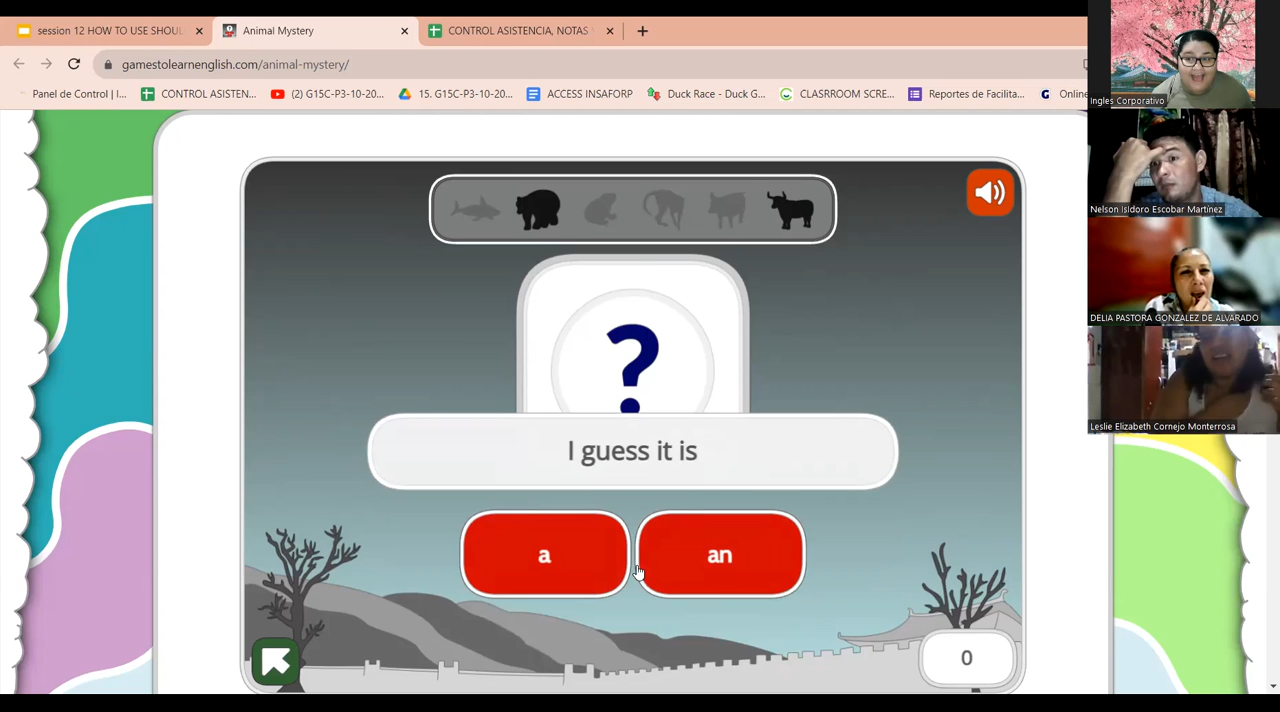 session 12 HOW TO USE SHOUL
Animal Mystery
CONTROL ASISTENCIA, NOTAS
gamestolearnenglish.com/animal-mystery/
Panel de Control | I...
CONTROL ASISTEN...
(2) G15C-P3-10-20...
15. G15C-P3-10-20...
ACCESS INSAFORP
Duck Race - Duck G...
CLASRROOM SCRE...
Reportes de Facilita...
Online
Ingles Corporativo
Nelson Isidoro Escobar Martínez
DELIA PASTORA GONZALEZ DE ALVARADO
Leslie Elizabeth Cornejo Monterrosa
?
I guess it is
a
an
0